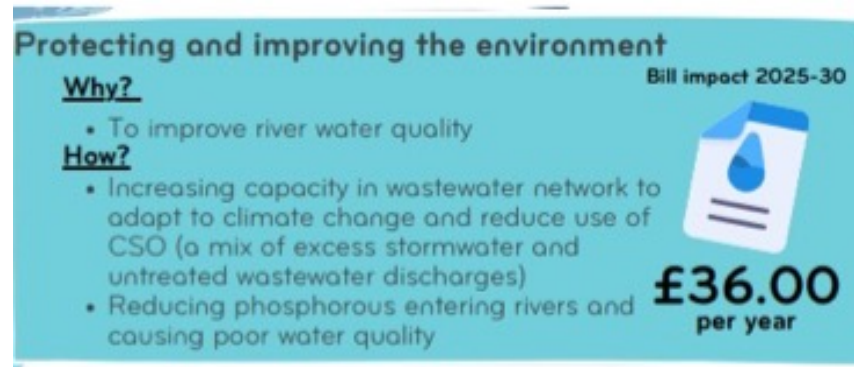 Protecting and improving the environment
Bill impact 2025-30
Why?
• To improve river water quality
How?
• Increasing capacity in wastewater network to
adapt to climate change and reduce use of
CSO (a mix of excess stormwater and
untreated wastewater discharges)
• Reducing phosphorous entering rivers and
causing poor water quality
£36.00
per year